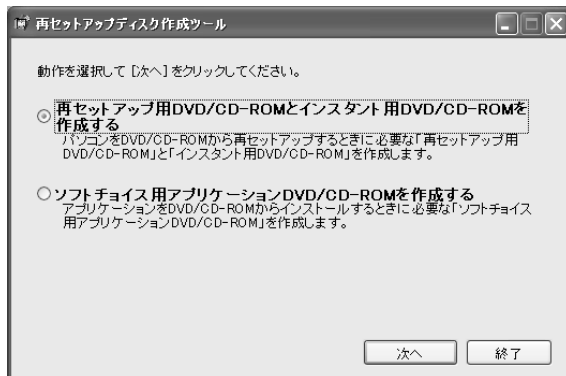 再セットアップディスク作成ツール
動作を選択して［次へ］をクリックしてください。
再セットアップ用DVD/CD-ROMとインスタント用DVD/CD-ROMを
作成する
パソコンをDVD/CD-ROMから再セットアップするときに必要な「再セットアップ用
DVD/CD-ROM」と「インスタント用DVD/CD-ROM」を作成します。
ソフトチョイス用アプリケーションDVD/CD-ROMを作成する
アプリケーションをDVD/CD-ROMからインストールするときに必要な「ソフトチョイス
用アプリケーションDVD/CD-ROM」を作成します。
次へ
終了